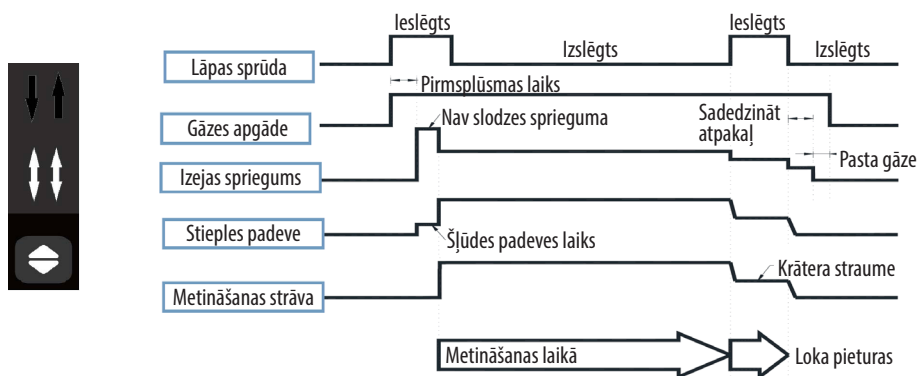 Ieslēgts
Ieslēgts
Lāpas sprūda
Izslēgts
Izslēgts
Pirmsplūsmas laiks
Gāzes apgāde
Nav slodzes sprieguma
Sadedzināt
atpakaļ
Izejas spriegums
Pasta gāze
Stieples padeve
Šļūdes padeves laiks
Metināšanas strāva
Krātera straume
Metināšanas laikā
Loka pieturas